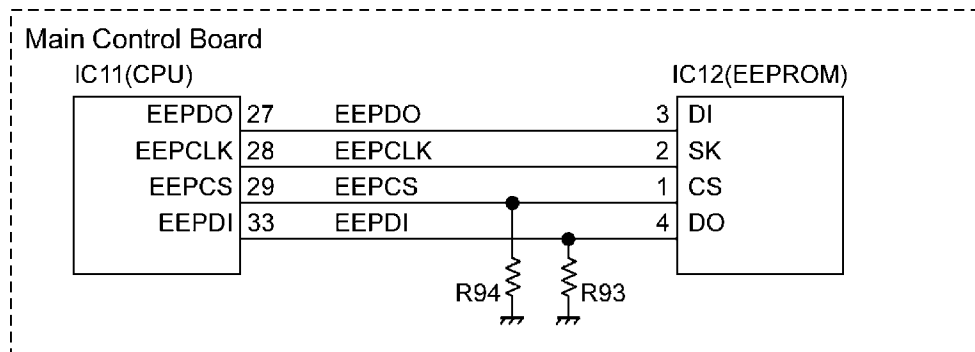 Main Control Board
IC11(CPU) IC12(EEPROM)
EEPDO 27 EEPDO 3 DI
EEPCLK 28 EEPCLK 2 SK
EEPCS 29 EEPCS 1 CS
EEPDI 33 EEPDI 4 DO
R94 R93